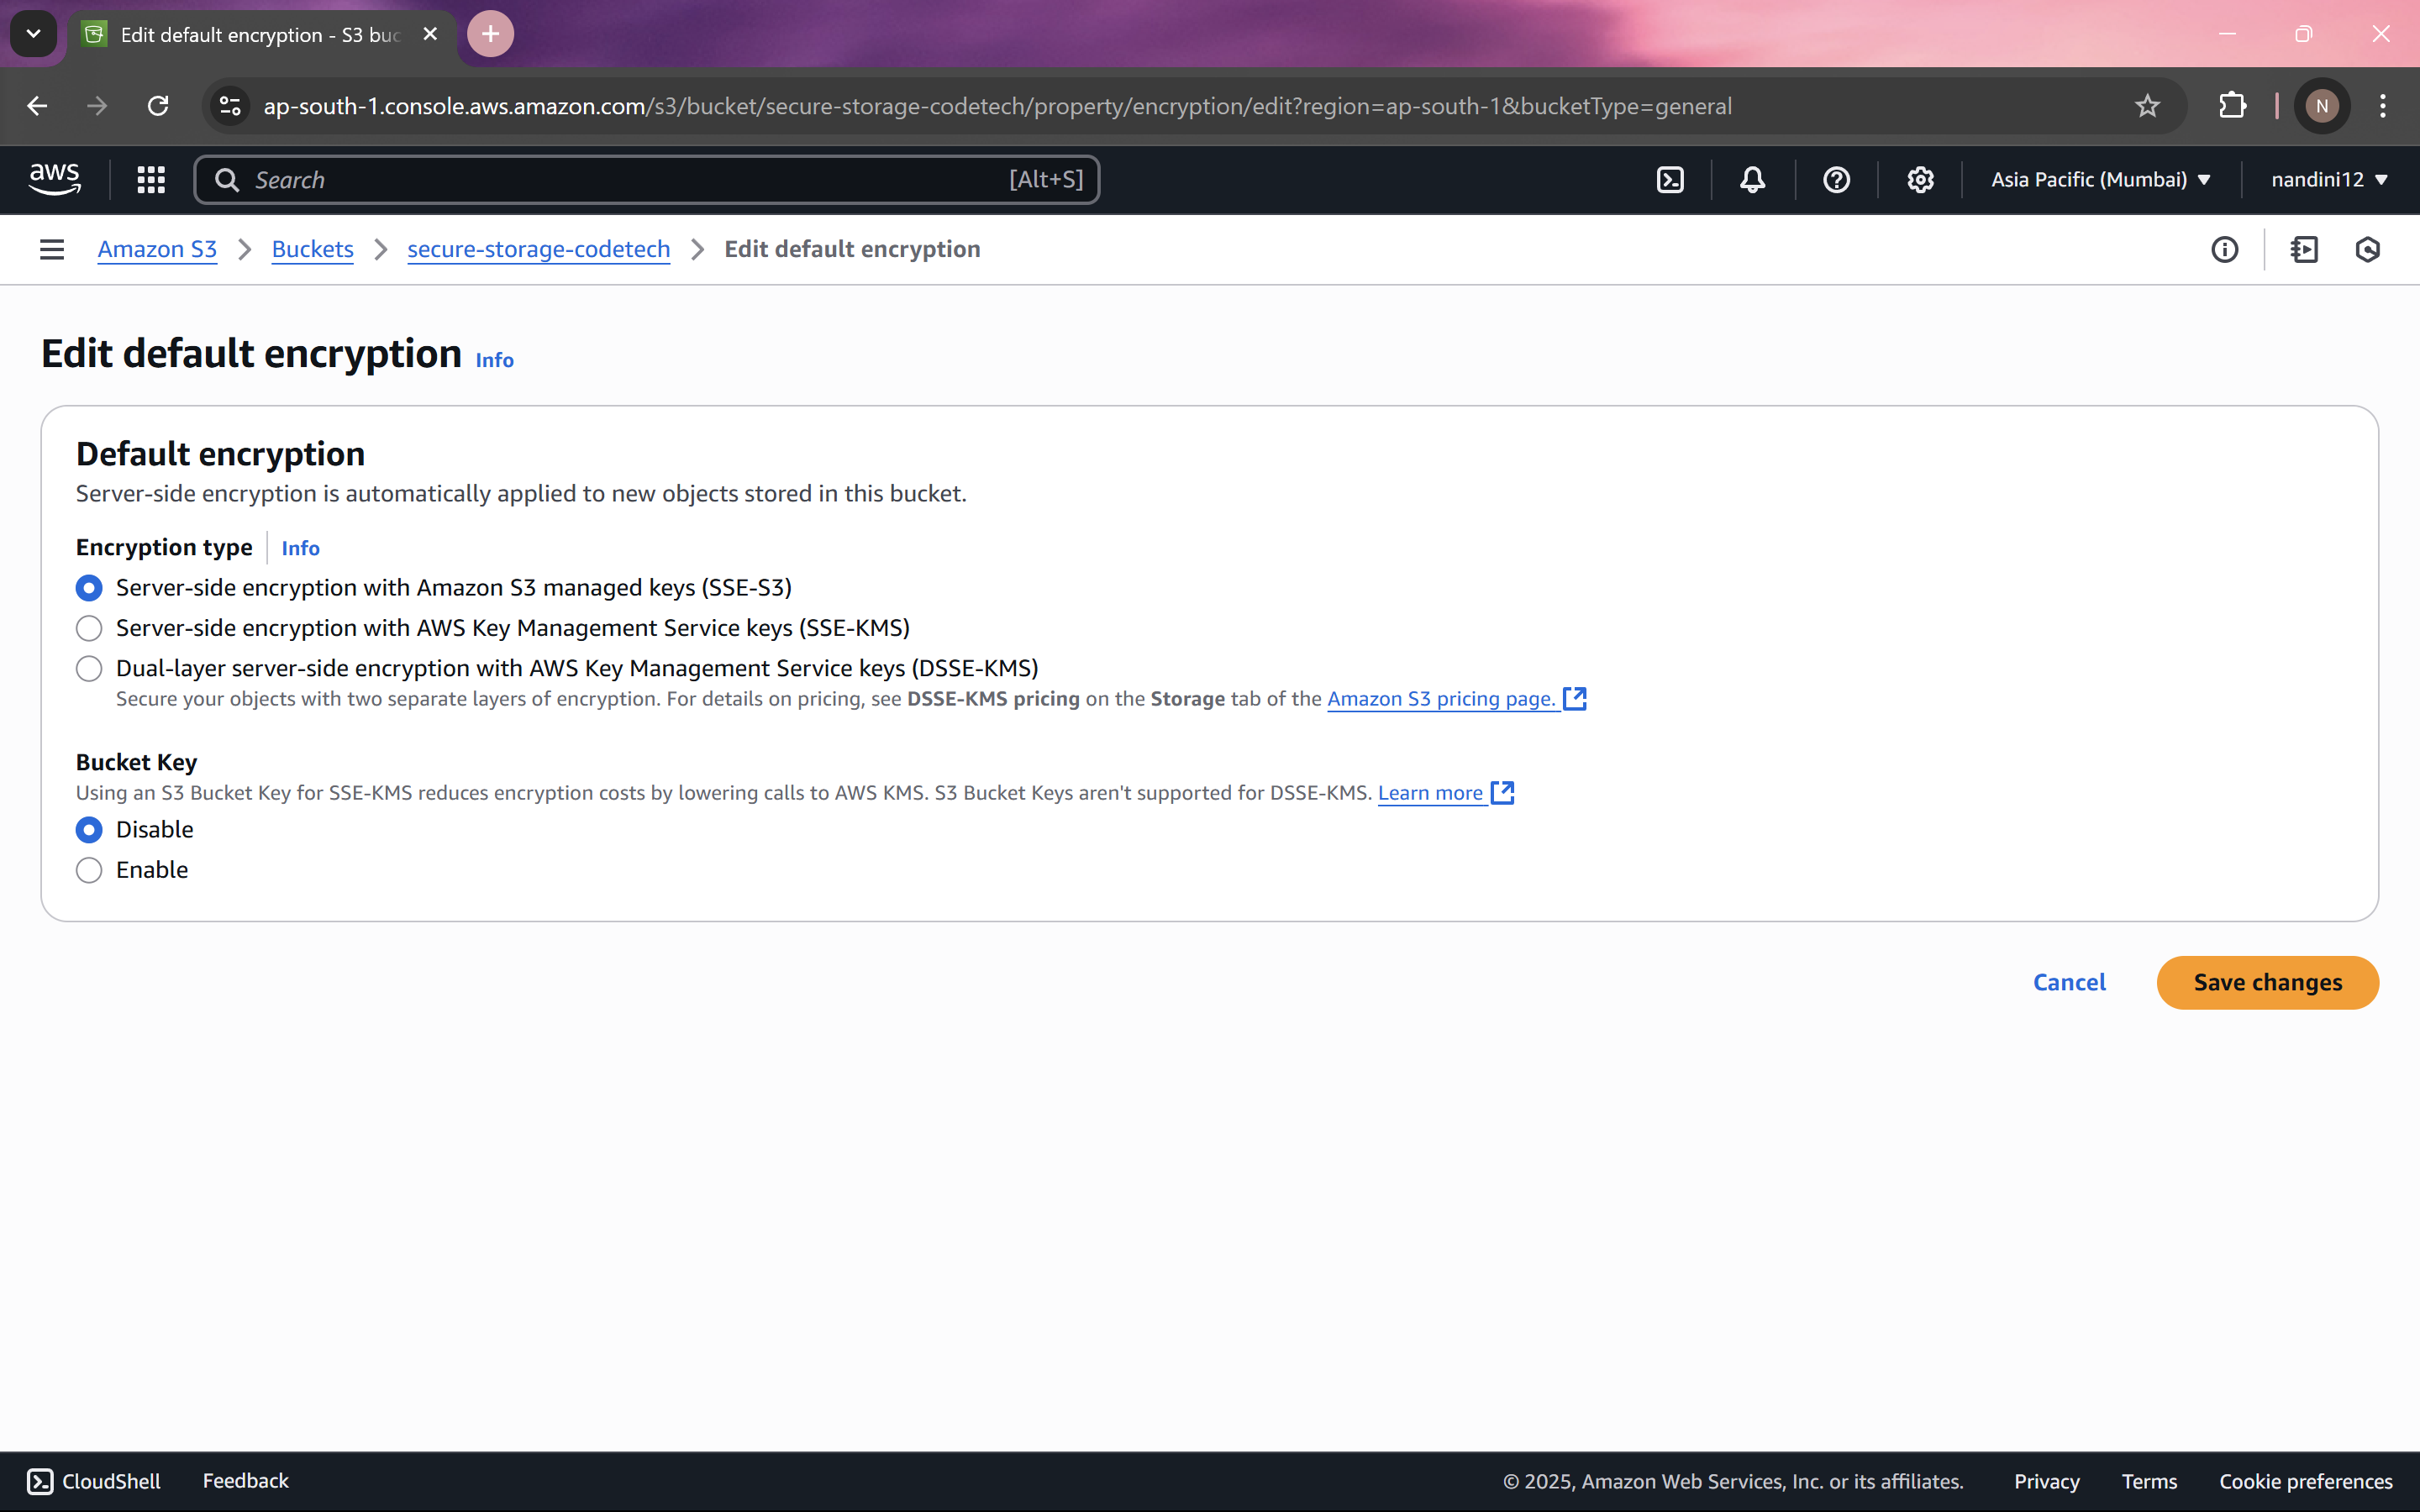 Edit default encryption - S3 buc
ap-south-1.console.aws.amazon.com/s3/bucket/secure-storage-codetech/property/encryption/edit?region=ap-south-1&bucketType=general
N
aws
Search
[Alt+S]
Asia Pacific (Mumbai)
nandini12
Amazon S3
Buckets
secure-storage-codetech
Edit default encryption
Edit default encryption Info
Default encryption
Server-side encryption is automatically applied to new objects stored in this bucket.
Encryption type Info
Server-side encryption with Amazon S3 managed keys (SSE-S3)
Server-side encryption with AWS Key Management Service keys (SSE-KMS)
Dual-layer server-side encryption with AWS Key Management Service keys (DSSE-KMS)
Secure your objects with two separate layers of encryption. For details on pricing, see DSSE-KMS pricing on the Storage tab of the Amazon S3 pricing page.
Bucket Key
Using an S3 Bucket Key for SSE-KMS reduces encryption costs by lowering calls to AWS KMS. S3 Bucket Keys aren't supported for DSSE-KMS. Learn more
Disable
Enable
Cancel
Save changes
CloudShell
Feedback
© 2025, Amazon Web Services, Inc. or its affiliates.
Privacy
Terms
Cookie preferences